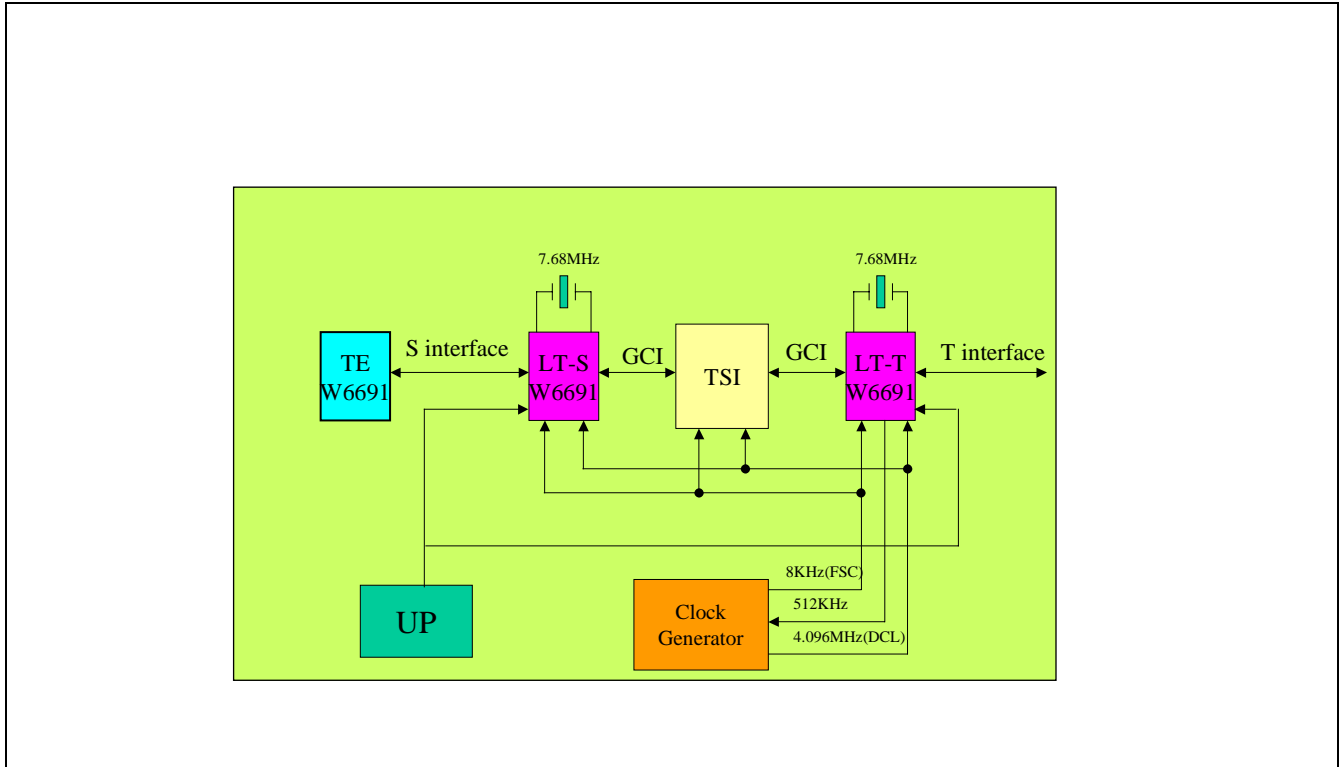 7.68MHz
7.68MHz
TE
W6691
S interface
LT-S
W6691
GCI
TSI
GCI
LT-T
W6691
T interface
UP
Clock
Generator
8KHz(FSC)
512KHz
4.096MHz(DCL)